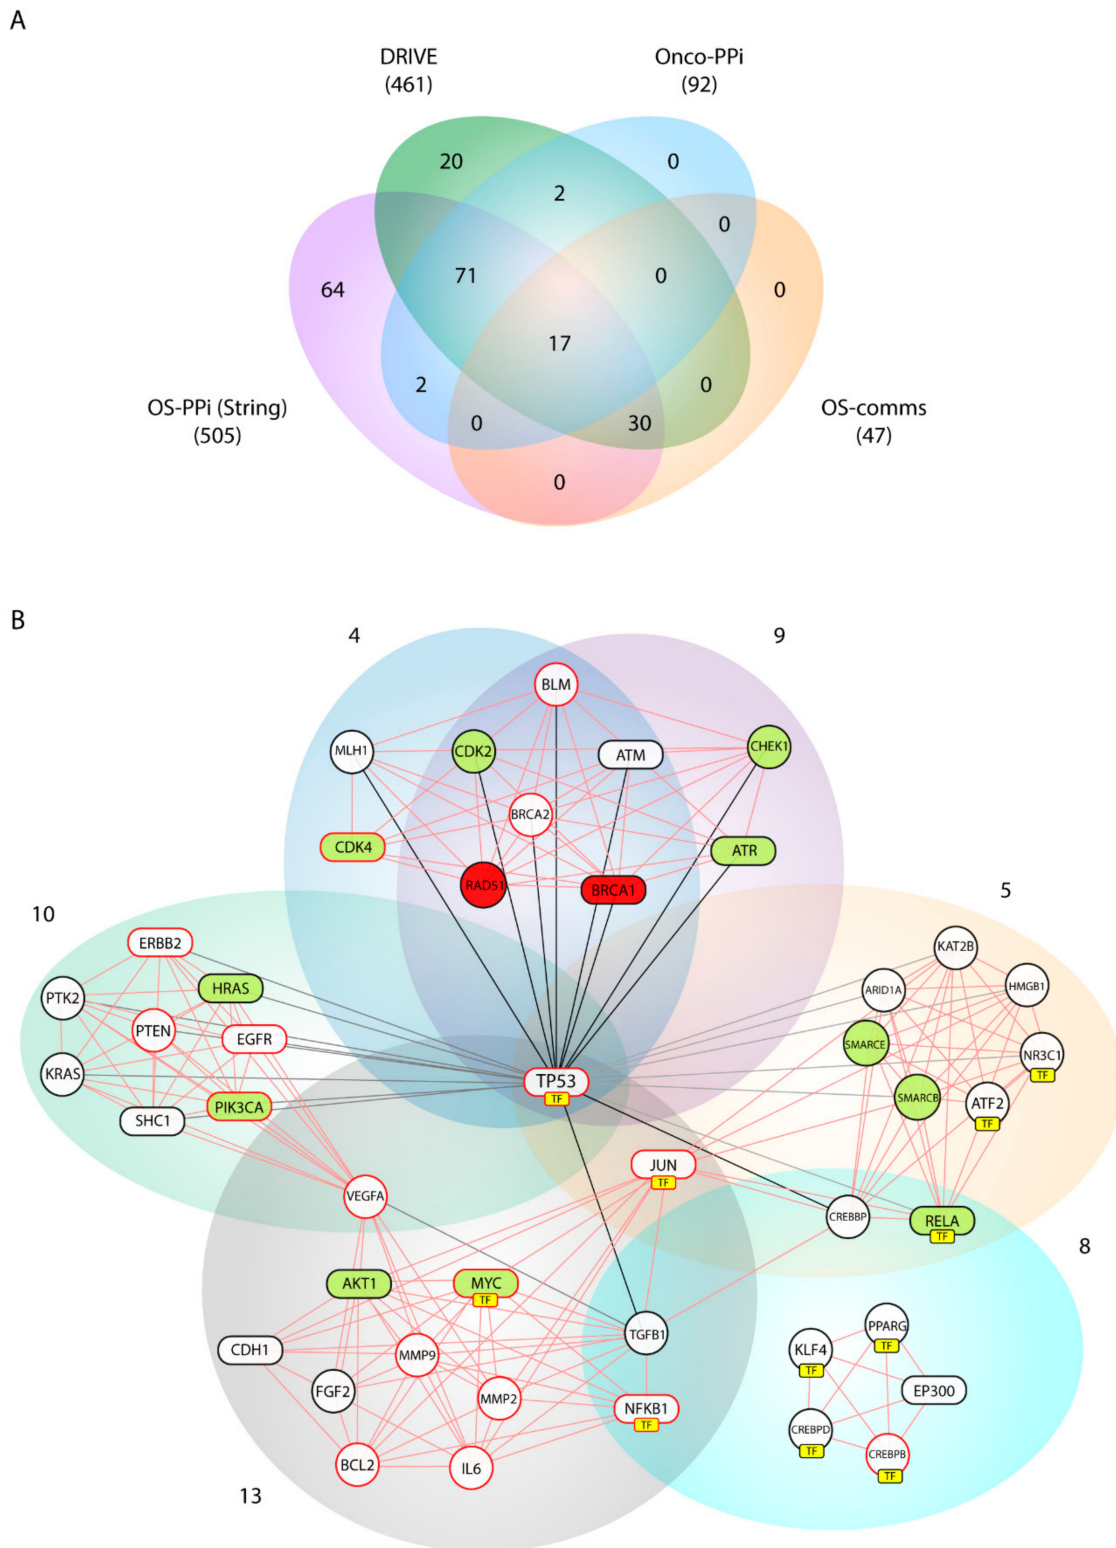 A
DRIVE
(461)
Onco-PPi
(92)
20
0
2
0
64
71
0
0
17
2
0
OS-PPi (String)
(505)
0
30
OS-comms
(47)
0
B
4
9
BLM
MLH1
CDK2
ATM
CHEK1
BRCA2
CDK4
ATR
RAD51
BRCA1
10
5
ERBB2
KAT2B
PTK2
HRAS
ARID1A
HMGB1
PTEN
EGFR
SMARCE
NR3C1
TF
KRAS
TP53
TF
SMARCB
ATF2
TF
SHC1
PIK3CA
JUN
TF
VEGFA
CREBBP
RELA
TF
8
AKT1
MYC
TF
PPARG
TF
CDH1
MMP9
TGFB1
KLF4
TF
FGF2
MMP2
NFKB1
TF
EP300
CREBPD
TF
BCL2
IL6
CREBPB
TF
13